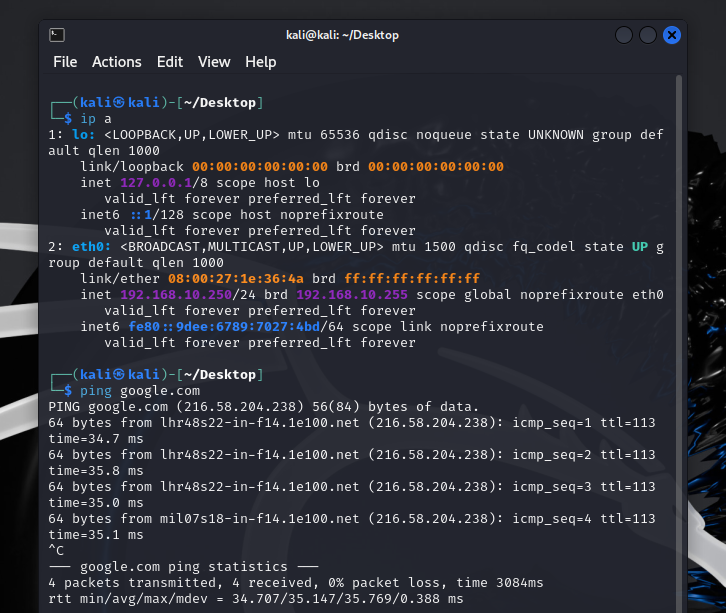 kali@kali: ~/Desktop
File Actions Edit View Help
┌──(kali㉿kali)-[~/Desktop]
└─$ ip a
1: lo: <LOOPBACK,UP,LOWER_UP> mtu 65536 qdisc noqueue state UNKNOWN group def
ault qlen 1000
    link/loopback 00:00:00:00:00:00 brd 00:00:00:00:00:00
    inet 127.0.0.1/8 scope host lo
       valid_lft forever preferred_lft forever
    inet6 ::1/128 scope host noprefixroute
       valid_lft forever preferred_lft forever
2: eth0: <BROADCAST,MULTICAST,UP,LOWER_UP> mtu 1500 qdisc fq_codel state UP g
roup default qlen 1000
    link/ether 08:00:27:1e:36:4a brd ff:ff:ff:ff:ff:ff
    inet 192.168.10.250/24 brd 192.168.10.255 scope global noprefixroute eth0
       valid_lft forever preferred_lft forever
    inet6 fe80::9dee:6789:7027:4bd/64 scope link noprefixroute
       valid_lft forever preferred_lft forever
┌──(kali㉿kali)-[~/Desktop]
└─$ ping google.com
PING google.com (216.58.204.238) 56(84) bytes of data.
64 bytes from lhr48s22-in-f14.1e100.net (216.58.204.238): icmp_seq=1 ttl=113
time=34.7 ms
64 bytes from lhr48s22-in-f14.1e100.net (216.58.204.238): icmp_seq=2 ttl=113
time=35.8 ms
64 bytes from lhr48s22-in-f14.1e100.net (216.58.204.238): icmp_seq=3 ttl=113
time=35.0 ms
64 bytes from mil07s18-in-f14.1e100.net (216.58.204.238): icmp_seq=4 ttl=113
time=35.1 ms
^C
--- google.com ping statistics ---
4 packets transmitted, 4 received, 0% packet loss, time 3084ms
rtt min/avg/max/mdev = 34.707/35.147/35.769/0.388 ms